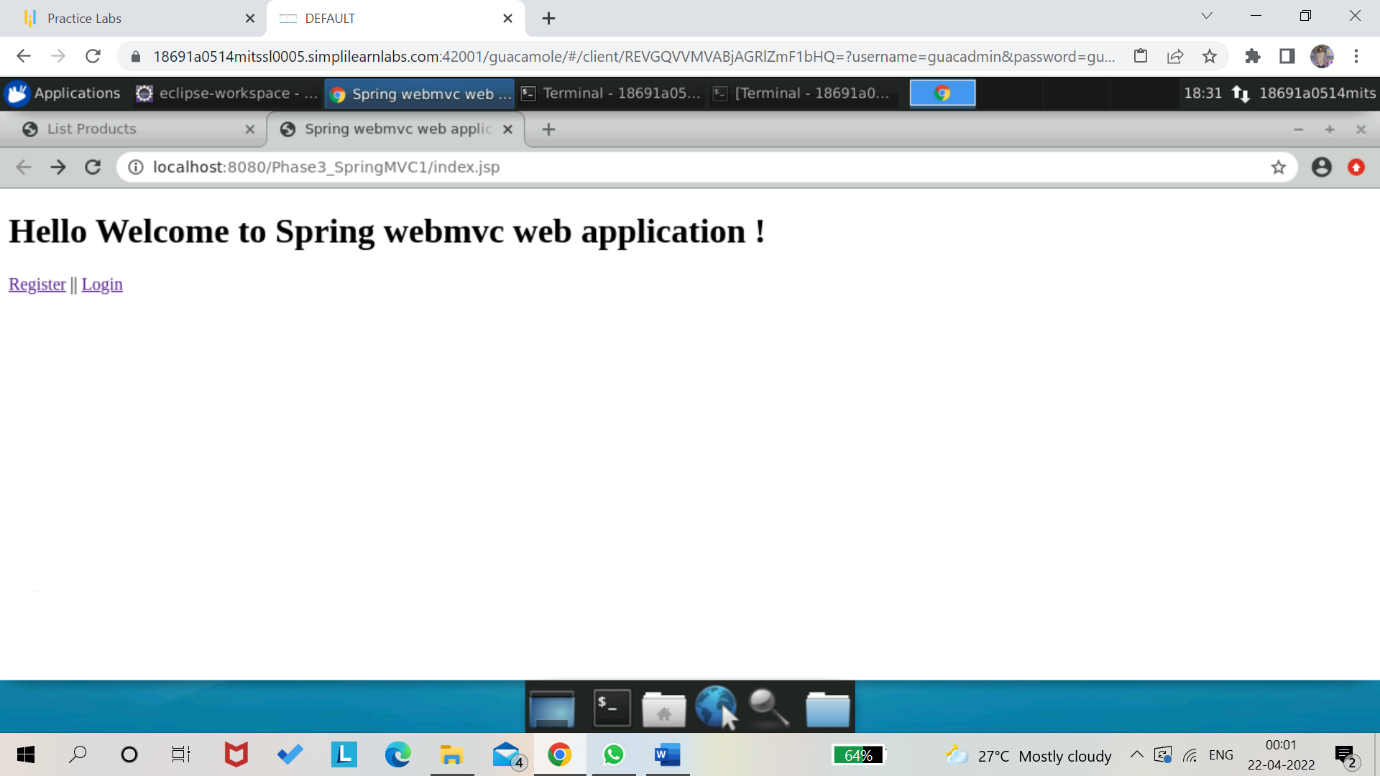 Practice Labs
DEFAULT
18691a0514mitssl0005.simplilearnlabs.com:42001/guacamole/#/client/REVGQVVMVABjAGRlZmF1bHQ=?username=guacadmin&password=gu...
Applications eclipse-workspace - ... Spring webmvc web ... Terminal - 18691a05... [Terminal - 18691a0... 18:31 18691a0514mits
List Products Spring webmvc web applic
localhost:8080/Phase3_SpringMVC1/index.jsp
Hello Welcome to Spring webmvc web application !
Register || Login
$_
L 4 W 64% 27°C Mostly cloudy ENG 00:01
22-04-2022 2